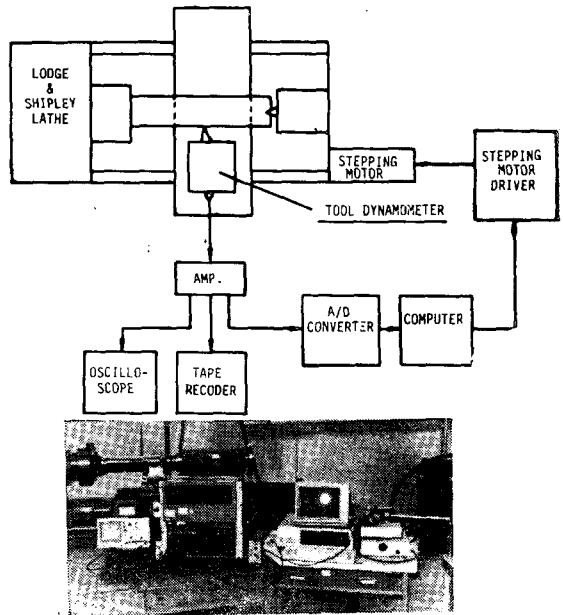 LODGE
&
SHIPLEY
LATHE
STEPPING
MOTOR
STEPPING
MOTOR
DRIVER
TOOL DYNAMOMETER
AMP.
A/D
CONVERTER
COMPUTER
OSCILLO-
SCOPE
TAPE
RECODER